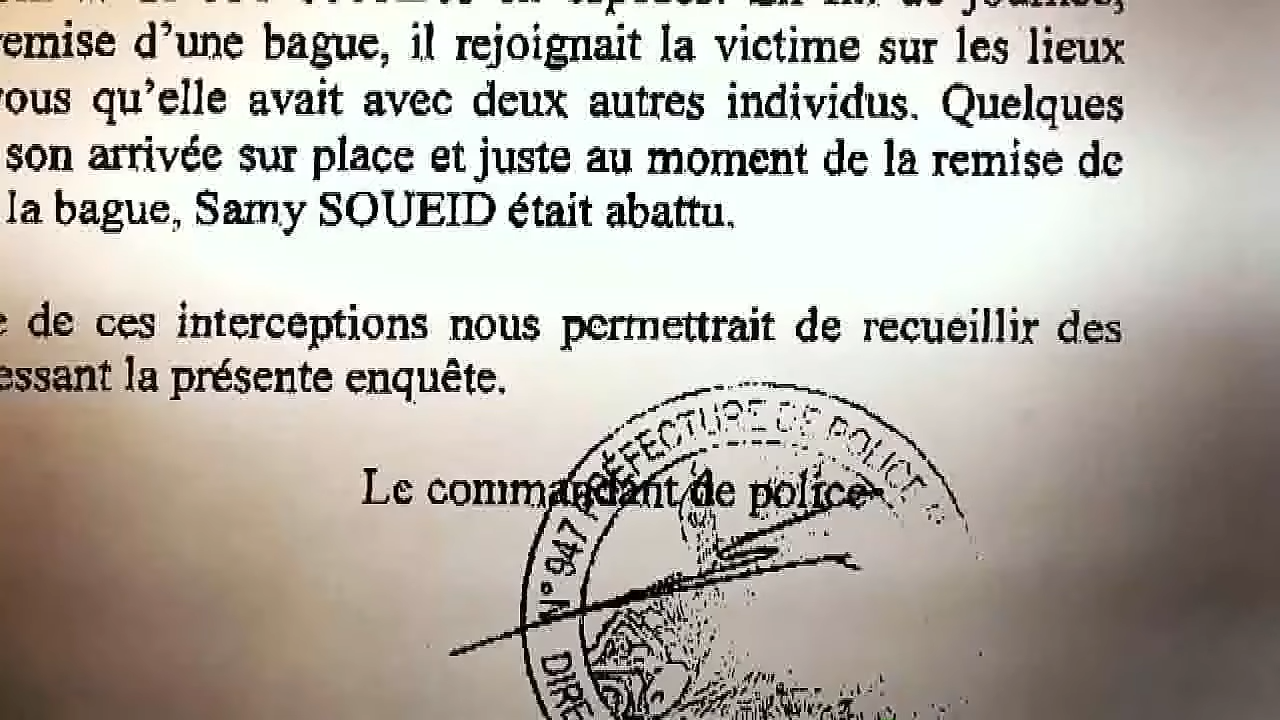 remise d'une bague, il rejoignait la victime sur les lieux
vous qu'elle avait avec deux autres individus. Quelques
son arrivée sur place et juste au moment de la remise de
la bague, Samy SOUEID était abattu.
de ces interceptions nous permettrait de recueillir des
essant la présente enquête.
Le commandant de police
N° 947 PRÉFECTURE DE POLICE
DIRE